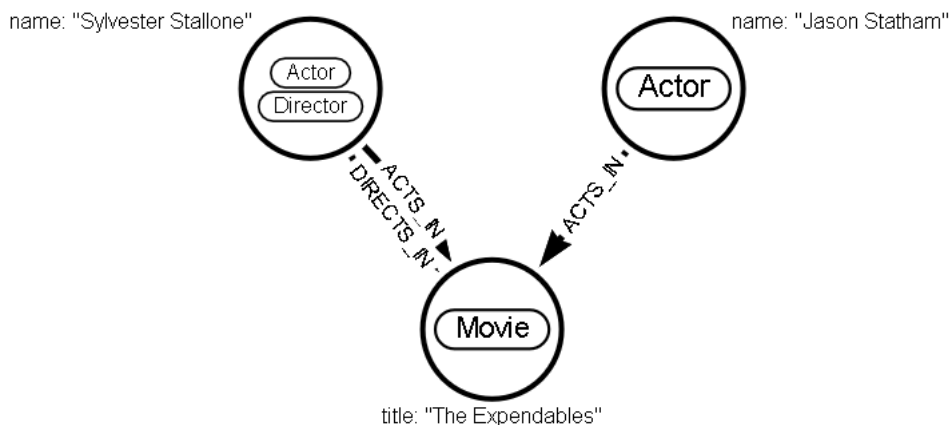 name: "Sylvester Stallone"
name: "Jason Statham"
Actor
Director
Actor
ACTS_IN
DIRECTS_IN
ACTS_IN
Movie
title: "The Expendables"